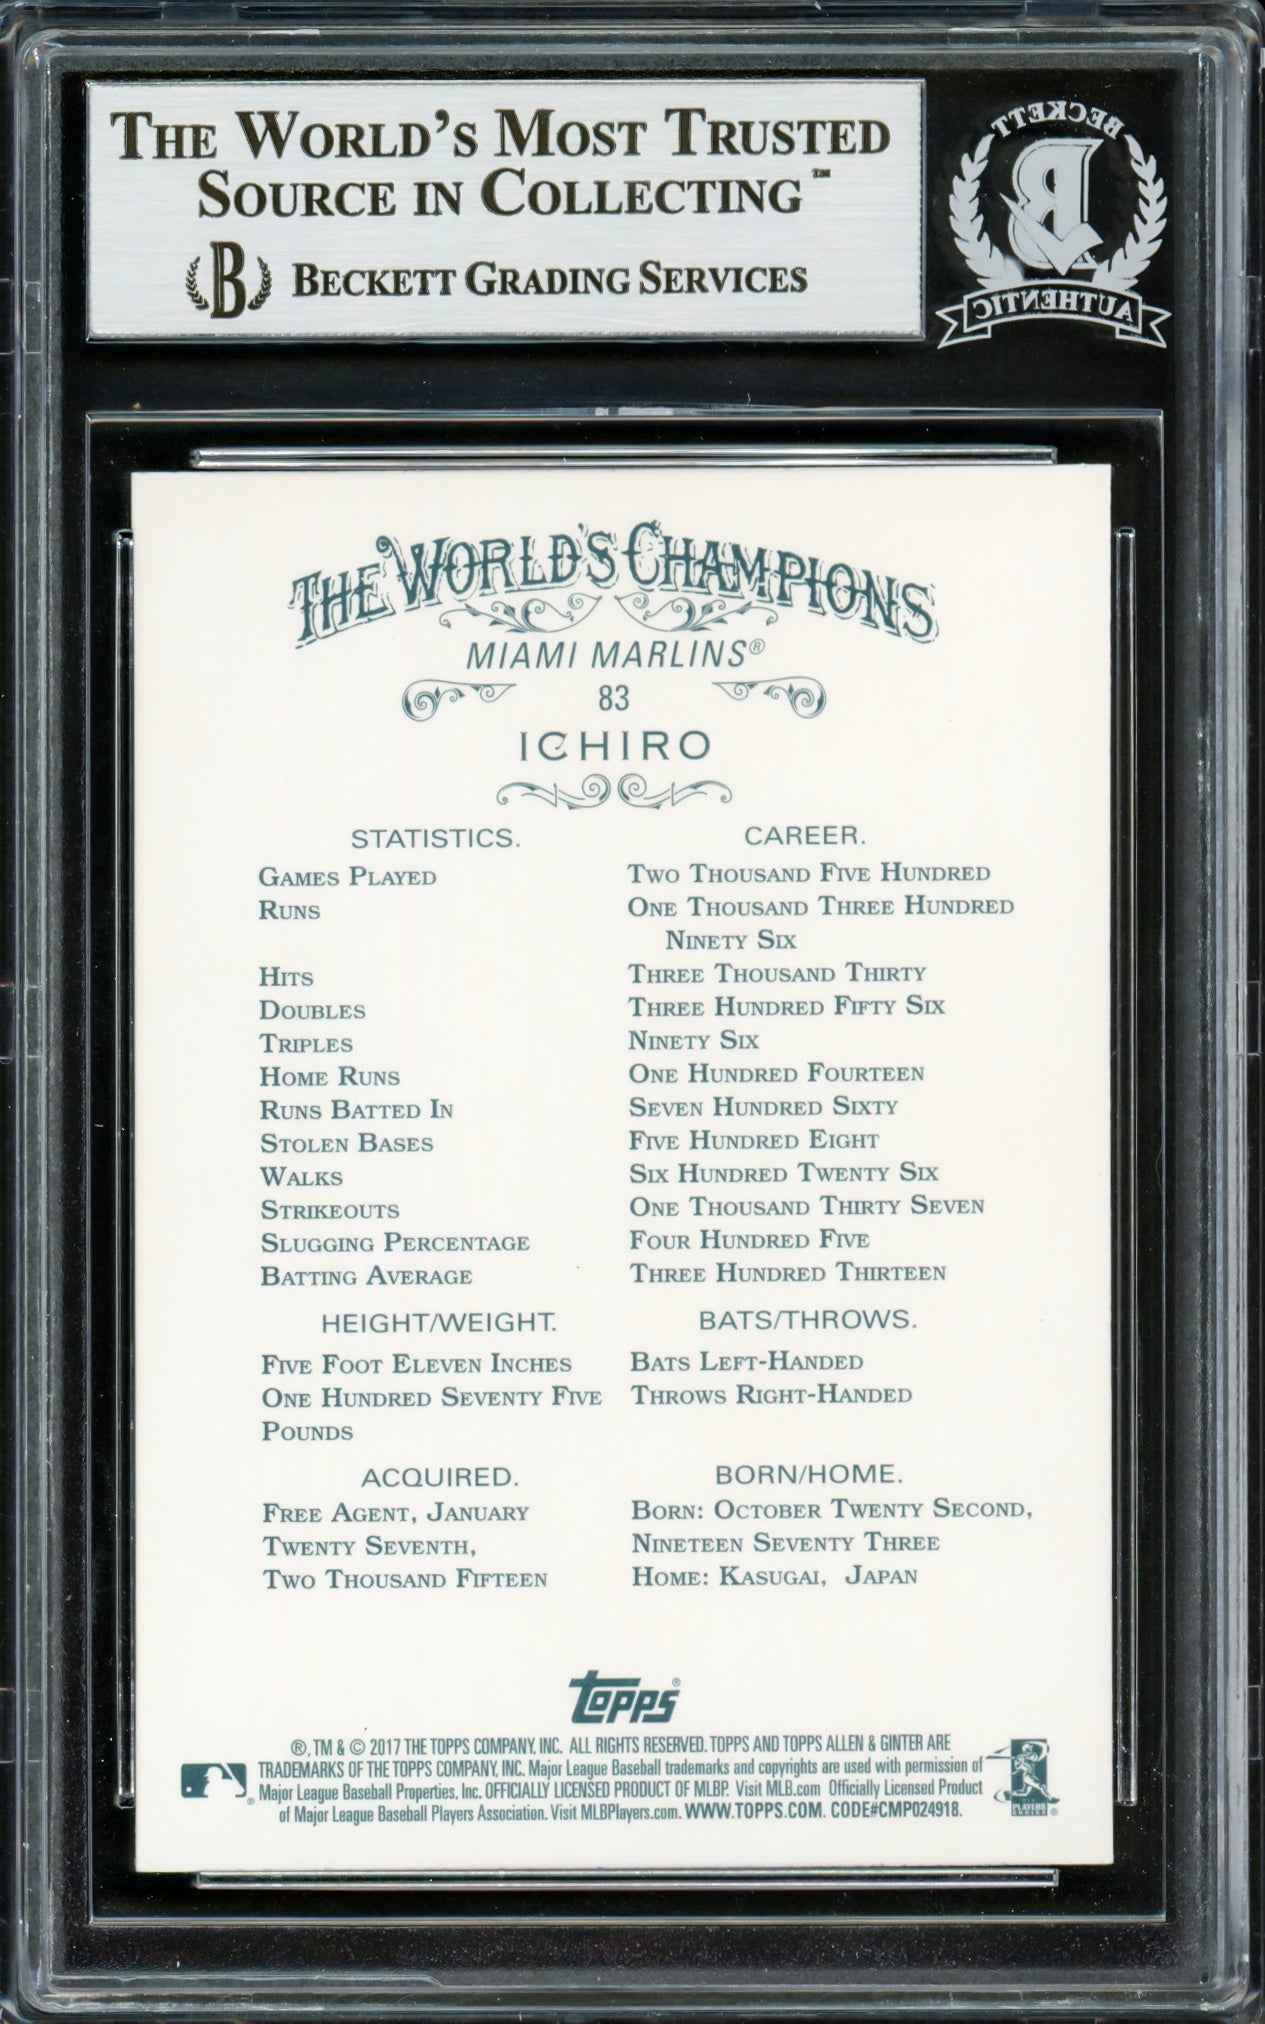 THE WORLD'S MOST TRUSTED
SOURCE IN COLLECTING™
B BECKETT GRADING SERVICES
BECKETT
B
AUTHENTIC
THE WORLD'S CHAMPIONS
MIAMI MARLINS®
83
ICHIRO
STATISTICS. CAREER.
GAMES PLAYED TWO THOUSAND FIVE HUNDRED
RUNS ONE THOUSAND THREE HUNDRED
NINETY SIX
HITS THREE THOUSAND THIRTY
DOUBLES THREE HUNDRED FIFTY SIX
TRIPLES NINETY SIX
HOME RUNS ONE HUNDRED FOURTEEN
RUNS BATTED IN SEVEN HUNDRED SIXTY
STOLEN BASES FIVE HUNDRED EIGHT
WALKS SIX HUNDRED TWENTY SIX
STRIKEOUTS ONE THOUSAND THIRTY SEVEN
SLUGGING PERCENTAGE FOUR HUNDRED FIVE
BATTING AVERAGE THREE HUNDRED THIRTEEN
HEIGHT/WEIGHT. BATS/THROWS.
FIVE FOOT ELEVEN INCHES BATS LEFT-HANDED
ONE HUNDRED SEVENTY FIVE THROWS RIGHT-HANDED
POUNDS
ACQUIRED. BORN/HOME.
FREE AGENT, JANUARY BORN: OCTOBER TWENTY SECOND,
TWENTY SEVENTH, NINETEEN SEVENTY THREE
TWO THOUSAND FIFTEEN HOME: KASUGAI, JAPAN
TOPPS®
®, TM & © 2017 THE TOPPS COMPANY, INC. ALL RIGHTS RESERVED. TOPPS AND TOPPS ALLEN & GINTER ARE
TRADEMARKS OF THE TOPPS COMPANY, INC. Major League Baseball trademarks and copyrights are used with permission of
Major League Baseball Properties, Inc. OFFICIALLY LICENSED PRODUCT OF MLBP. Visit MLB.com Officially Licensed Product
of Major League Baseball Players Association. Visit MLBPlayers.com. WWW.TOPPS.COM. CODE#CMP024918.
PLAYERS